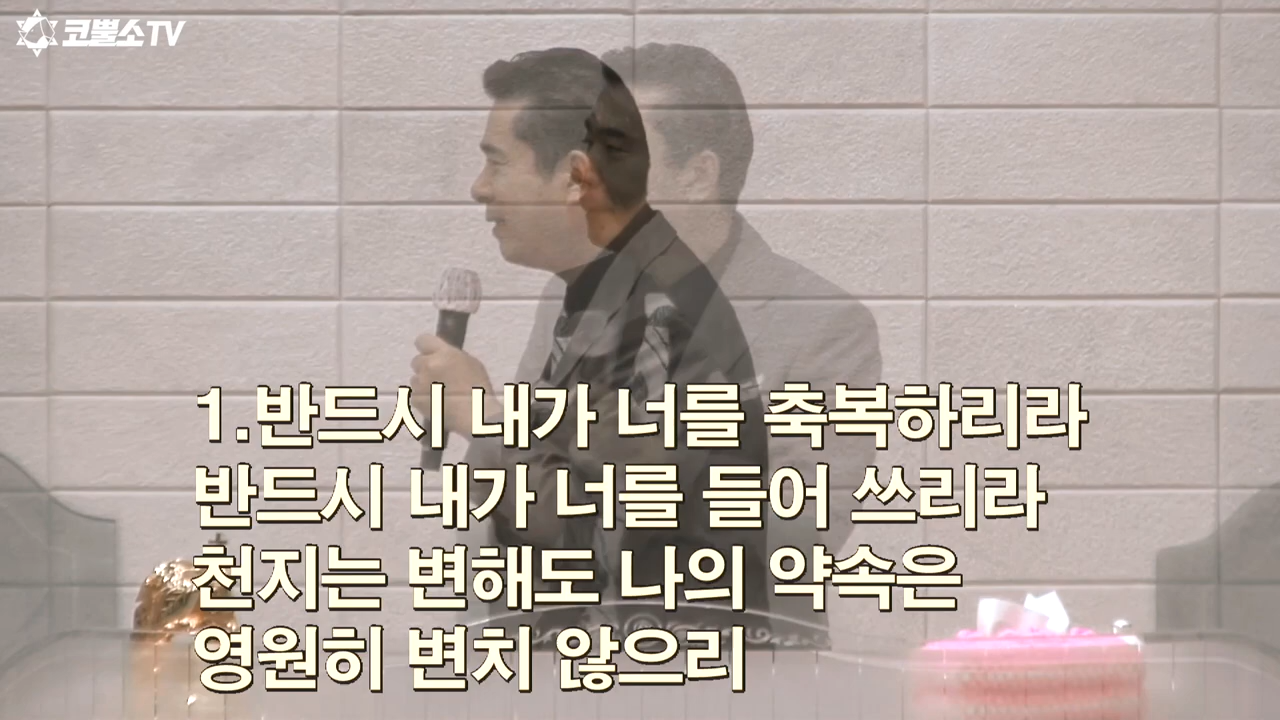 코뿔소TV
1.반드시 내가 너를 축복하리라
반드시 내가 너를 들어 쓰리라
천지는 변해도 나의 약속은
영원히 변치 않으리